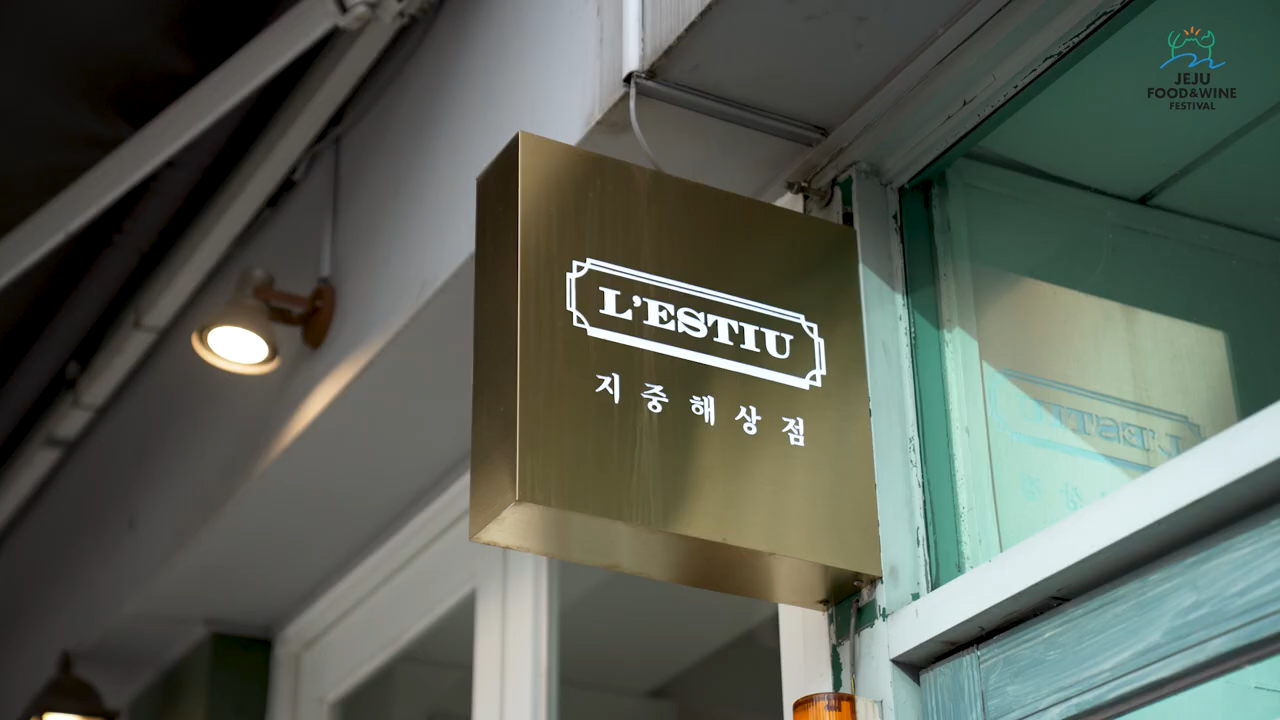 JEJU
FOOD&WINE
FESTIVAL
L'ESTIU
지중해상점